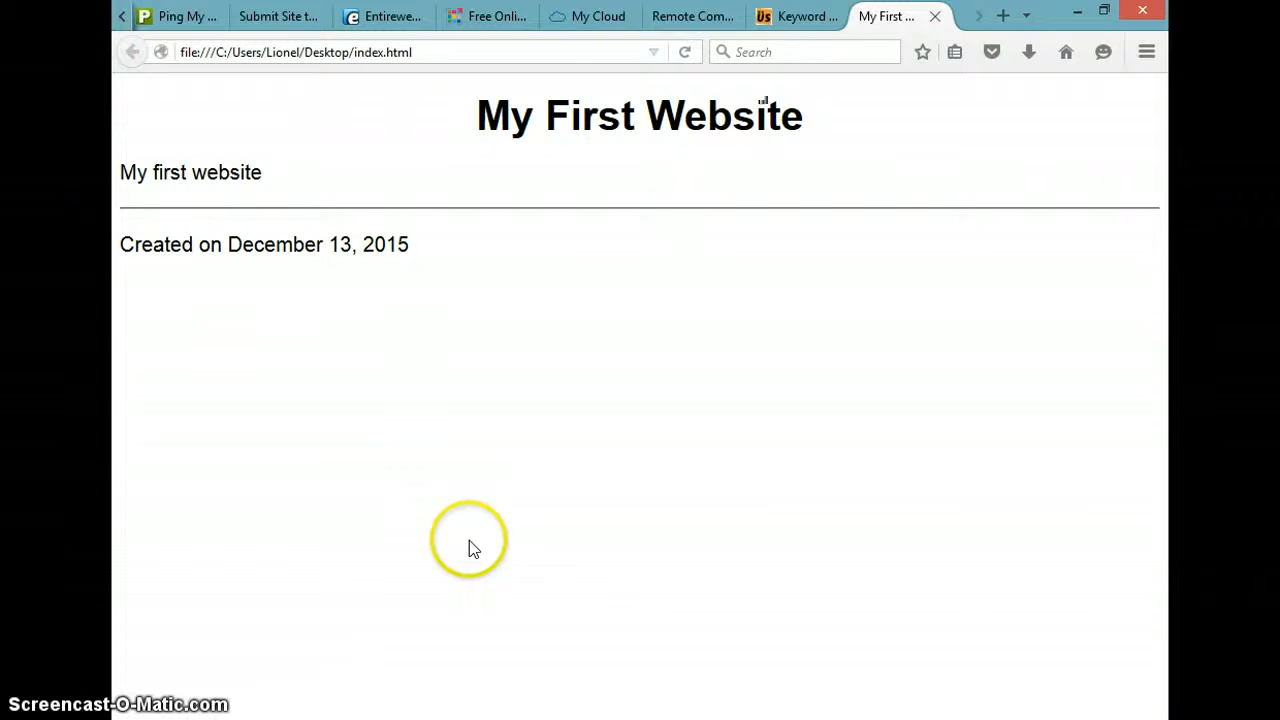 Ping My ...
Submit Site t...
Entirewe...
Free Onli...
My Cloud
Remote Com...
Us
Keyword ...
My First ...
file:///C:/Users/Lionel/Desktop/index.html
Search
My First Website
My first website
Created on December 13, 2015
Screencast-O-Matic.com